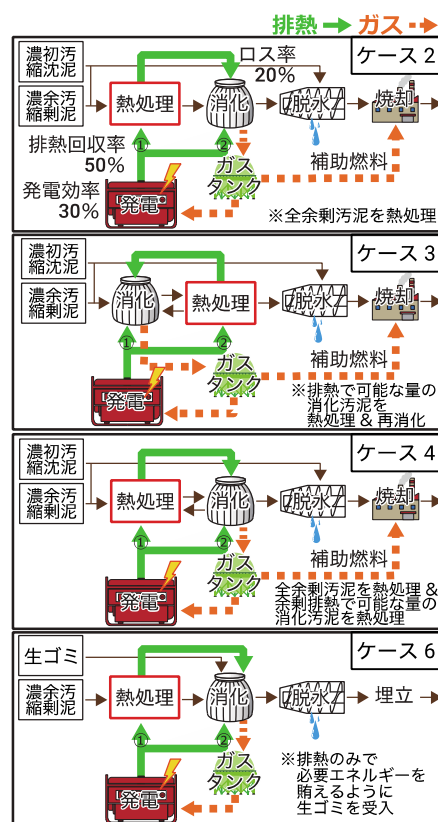 排熱 ガス
ケース 2
濃初汚
縮沈泥
濃余汚
縮剰泥
熱処理
消化
ロス率
20%
脱水
焼却
排熱回収率
50%
発電効率
30%
①
②
ガス
タンク
補助燃料
発電
※全余剰汚泥を熱処理
ケース 3
濃初汚
縮沈泥
濃余汚
縮剰泥
消化
熱処理
脱水
焼却
①
②
ガス
タンク
補助燃料
発電
※排熱で可能な量の
消化汚泥を
熱処理 & 再消化
ケース 4
濃初汚
縮沈泥
濃余汚
縮剰泥
熱処理
消化
脱水
焼却
①
②
ガス
タンク
補助燃料
発電
全余剰汚泥を熱処理 &
余剰排熱で可能な量の
消化汚泥を熱処理
ケース 6
生ゴミ
濃余汚
縮剰泥
熱処理
消化
脱水
埋立
①
②
ガス
タンク
発電
※排熱のみで
必要エネルギーを
賄えるように
生ゴミを受入